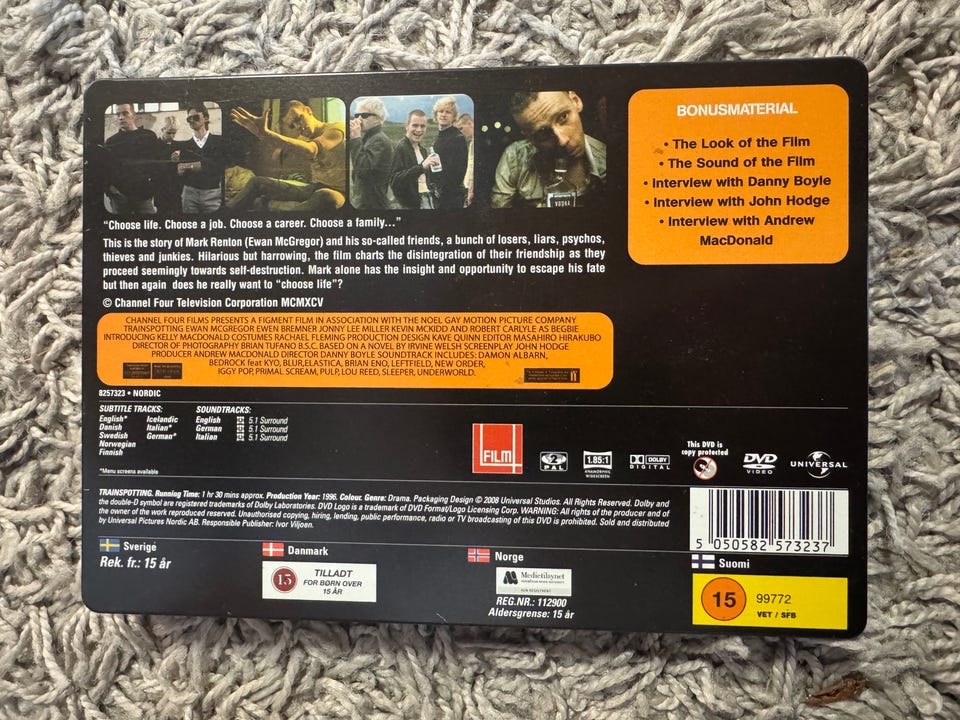 BONUSMATERIAL
• The Look of the Film
• The Sound of the Film
• Interview with Danny Boyle
• Interview with John Hodge
• Interview with Andrew
MacDonald
VODKA
“Choose life. Choose a job. Choose a career. Choose a family...”
This is the story of Mark Renton (Ewan McGregor) and his so-called friends, a bunch of losers, liars, psychos,
thieves and junkies. Hilarious but harrowing, the film charts the disintegration of their friendship as they
proceed seemingly towards self-destruction. Mark alone has the insight and opportunity to escape his fate
but then again does he really want to “choose life”?
© Channel Four Television Corporation MCMXCV
CHANNEL FOUR FILMS PRESENTS A FIGMENT FILM IN ASSOCIATION WITH THE NOEL GAY MOTION PICTURE COMPANY
TRAINSPOTTING EWAN MCGREGOR EWEN BREMNER JONNY LEE MILLER KEVIN MCKIDD AND ROBERT CARLYLE AS BEGBIE
INTRODUCING KELLY MACDONALD COSTUMES RACHAEL FLEMING PRODUCTION DESIGN KAVE QUINN EDITOR MASAHIRO HIRAKUBO
DIRECTOR OF PHOTOGRAPHY BRIAN TUFANO B.S.C. BASED ON A NOVEL BY IRVINE WELSH SCREENPLAY JOHN HODGE
PRODUCER ANDREW MACDONALD DIRECTOR DANNY BOYLE SOUNDTRACK INCLUDES: DAMON ALBARN,
BEDROCK feat KYO, BLUR, ELASTICA, BRIAN ENO, LEFTFIELD, NEW ORDER,
IGGY POP, PRIMAL SCREAM, PULP, LOU REED, SLEEPER, UNDERWORLD.
8257323 • NORDIC
SUBTITLE TRACKS:
English* Icelandic
Danish Italian*
Swedish German*
Norwegian
Finnish
*Menu screens available
SOUNDTRACKS:
English 5.1 Surround
German 5.1 Surround
Italian 5.1 Surround
FILM4
2 PAL
1.85:1
ANAMORPHIC WIDESCREEN
DOLBY DIGITAL
This DVD is
copy protected
DVD VIDEO
UNIVERSAL
TRAINSPOTTING. Running Time: 1 hr 30 mins approx. Production Year: 1996. Colour. Genre: Drama. Packaging Design © 2008 Universal Studios. All Rights Reserved. Dolby and
the double-D symbol are registered trademarks of Dolby Laboratories. DVD Logo is a trademark of DVD Format/Logo Licensing Corp. WARNING: All rights of the producer and of
the owner of the work reproduced reserved. Unauthorised copying, hiring, lending, public performance, radio or TV broadcasting of this DVD is prohibited. Sold and distributed
by Universal Pictures Nordic AB. Responsible Publisher: Ivor Viljoen.
5 050582 573237
Sverige
Rek. fr.: 15 år
Danmark
15
TILLADT
FOR BØRN OVER
15 ÅR
Norge
Medietilsynet
REG.NR.: 112900
Aldersgrense: 15 år
Suomi
15
99772
VET / SFB